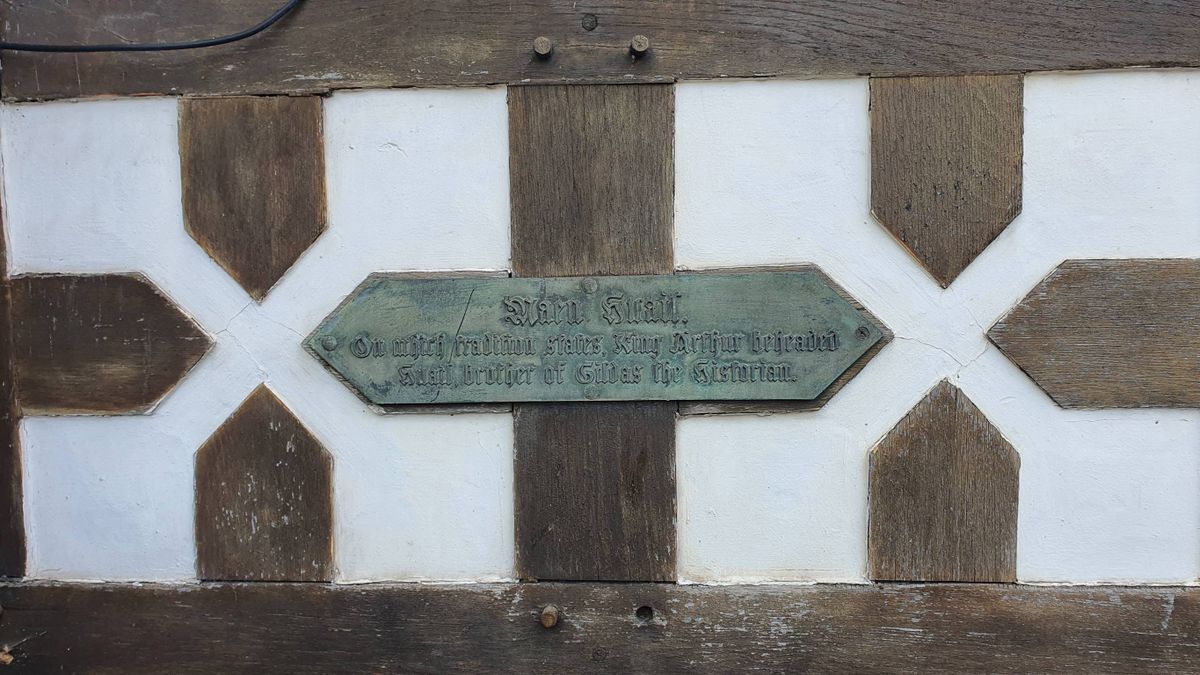 Maen Huail.
On which tradition states, King Arthur beheaded
Huail, brother of Gildas the Historian.